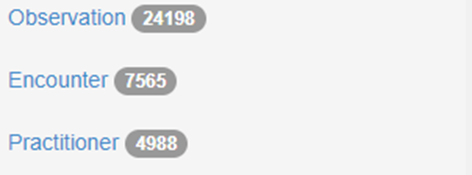 Observation 24198
Encounter 7565
Practitioner 4988